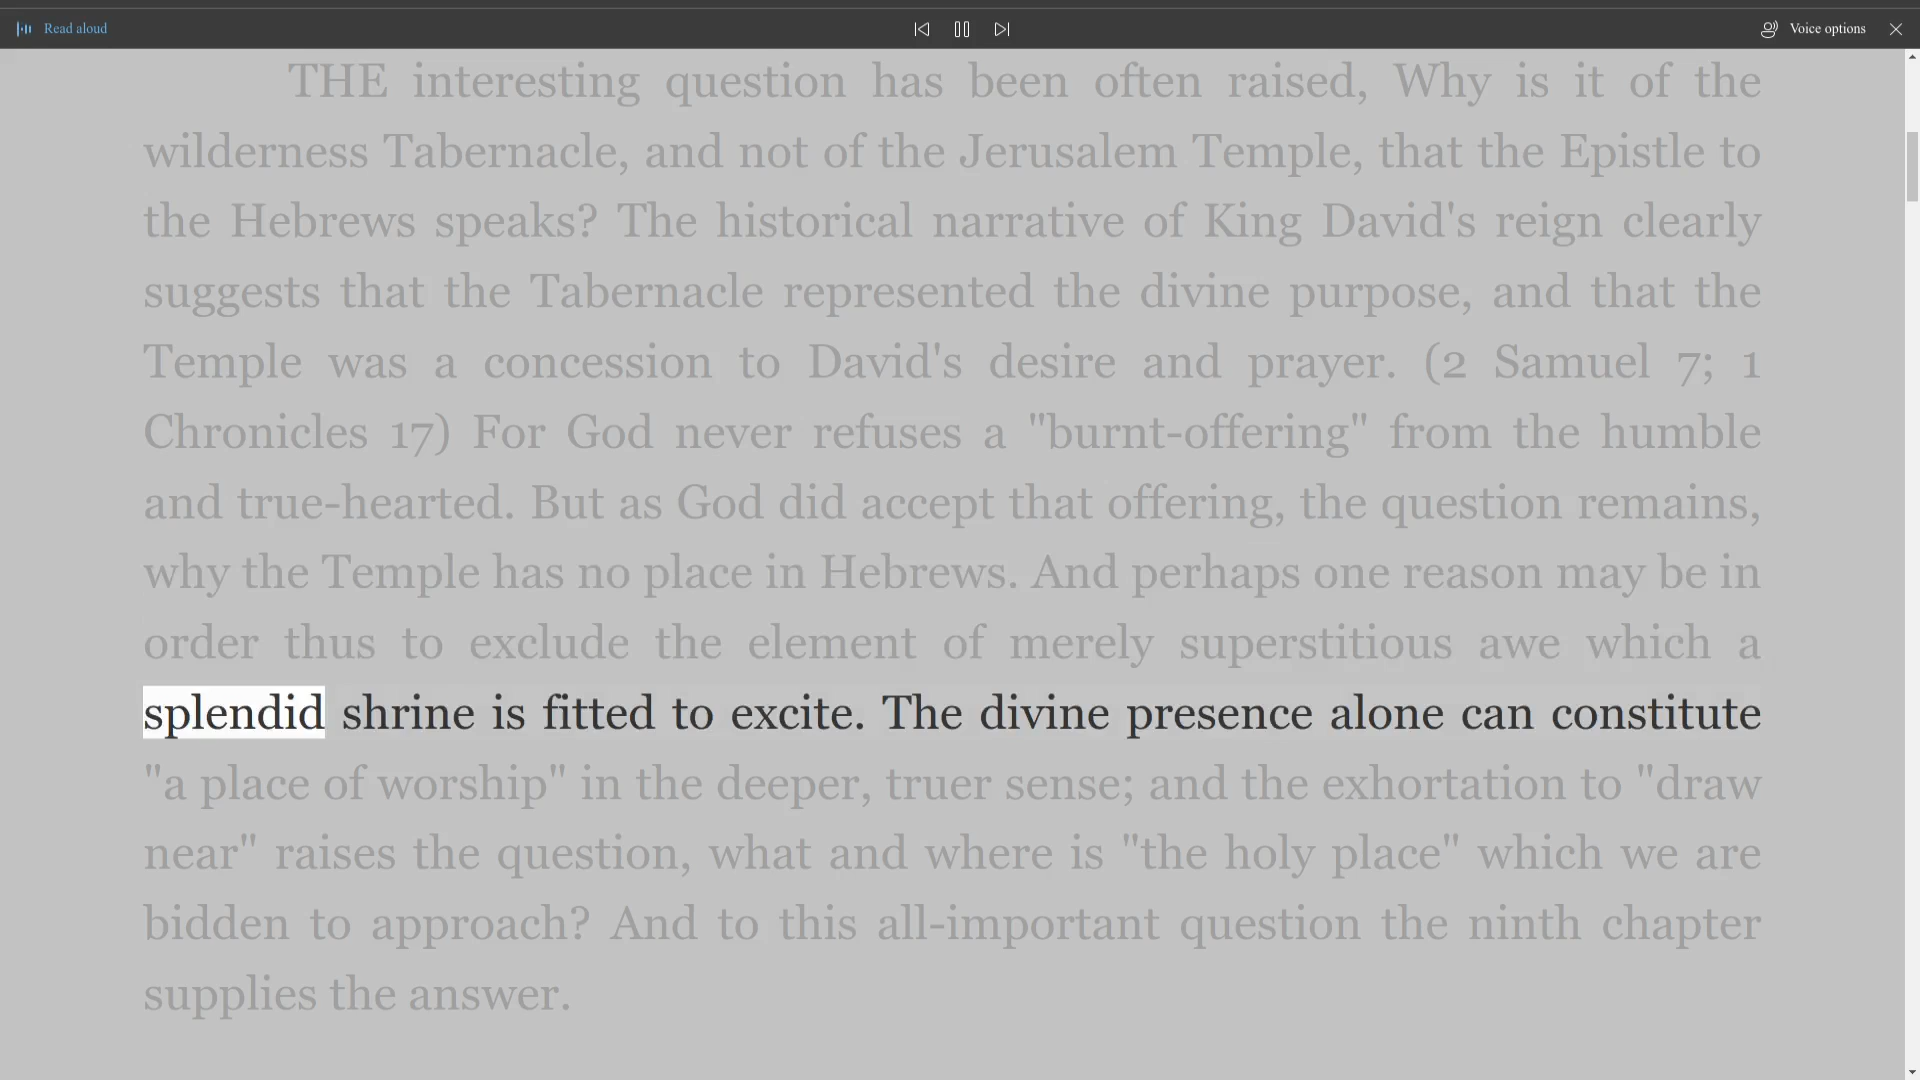 Read aloud
Voice options
THE interesting question has been often raised, Why is it of the
wilderness Tabernacle, and not of the Jerusalem Temple, that the Epistle to
the Hebrews speaks? The historical narrative of King David's reign clearly
suggests that the Tabernacle represented the divine purpose, and that the
Temple was a concession to David's desire and prayer. (2 Samuel 7; 1
Chronicles 17) For God never refuses a "burnt-offering" from the humble
and true-hearted. But as God did accept that offering, the question remains,
why the Temple has no place in Hebrews. And perhaps one reason may be in
order thus to exclude the element of merely superstitious awe which a
splendid shrine is fitted to excite. The divine presence alone can constitute
"a place of worship" in the deeper, truer sense; and the exhortation to "draw
near" raises the question, what and where is "the holy place" which we are
bidden to approach? And to this all-important question the ninth chapter
supplies the answer.